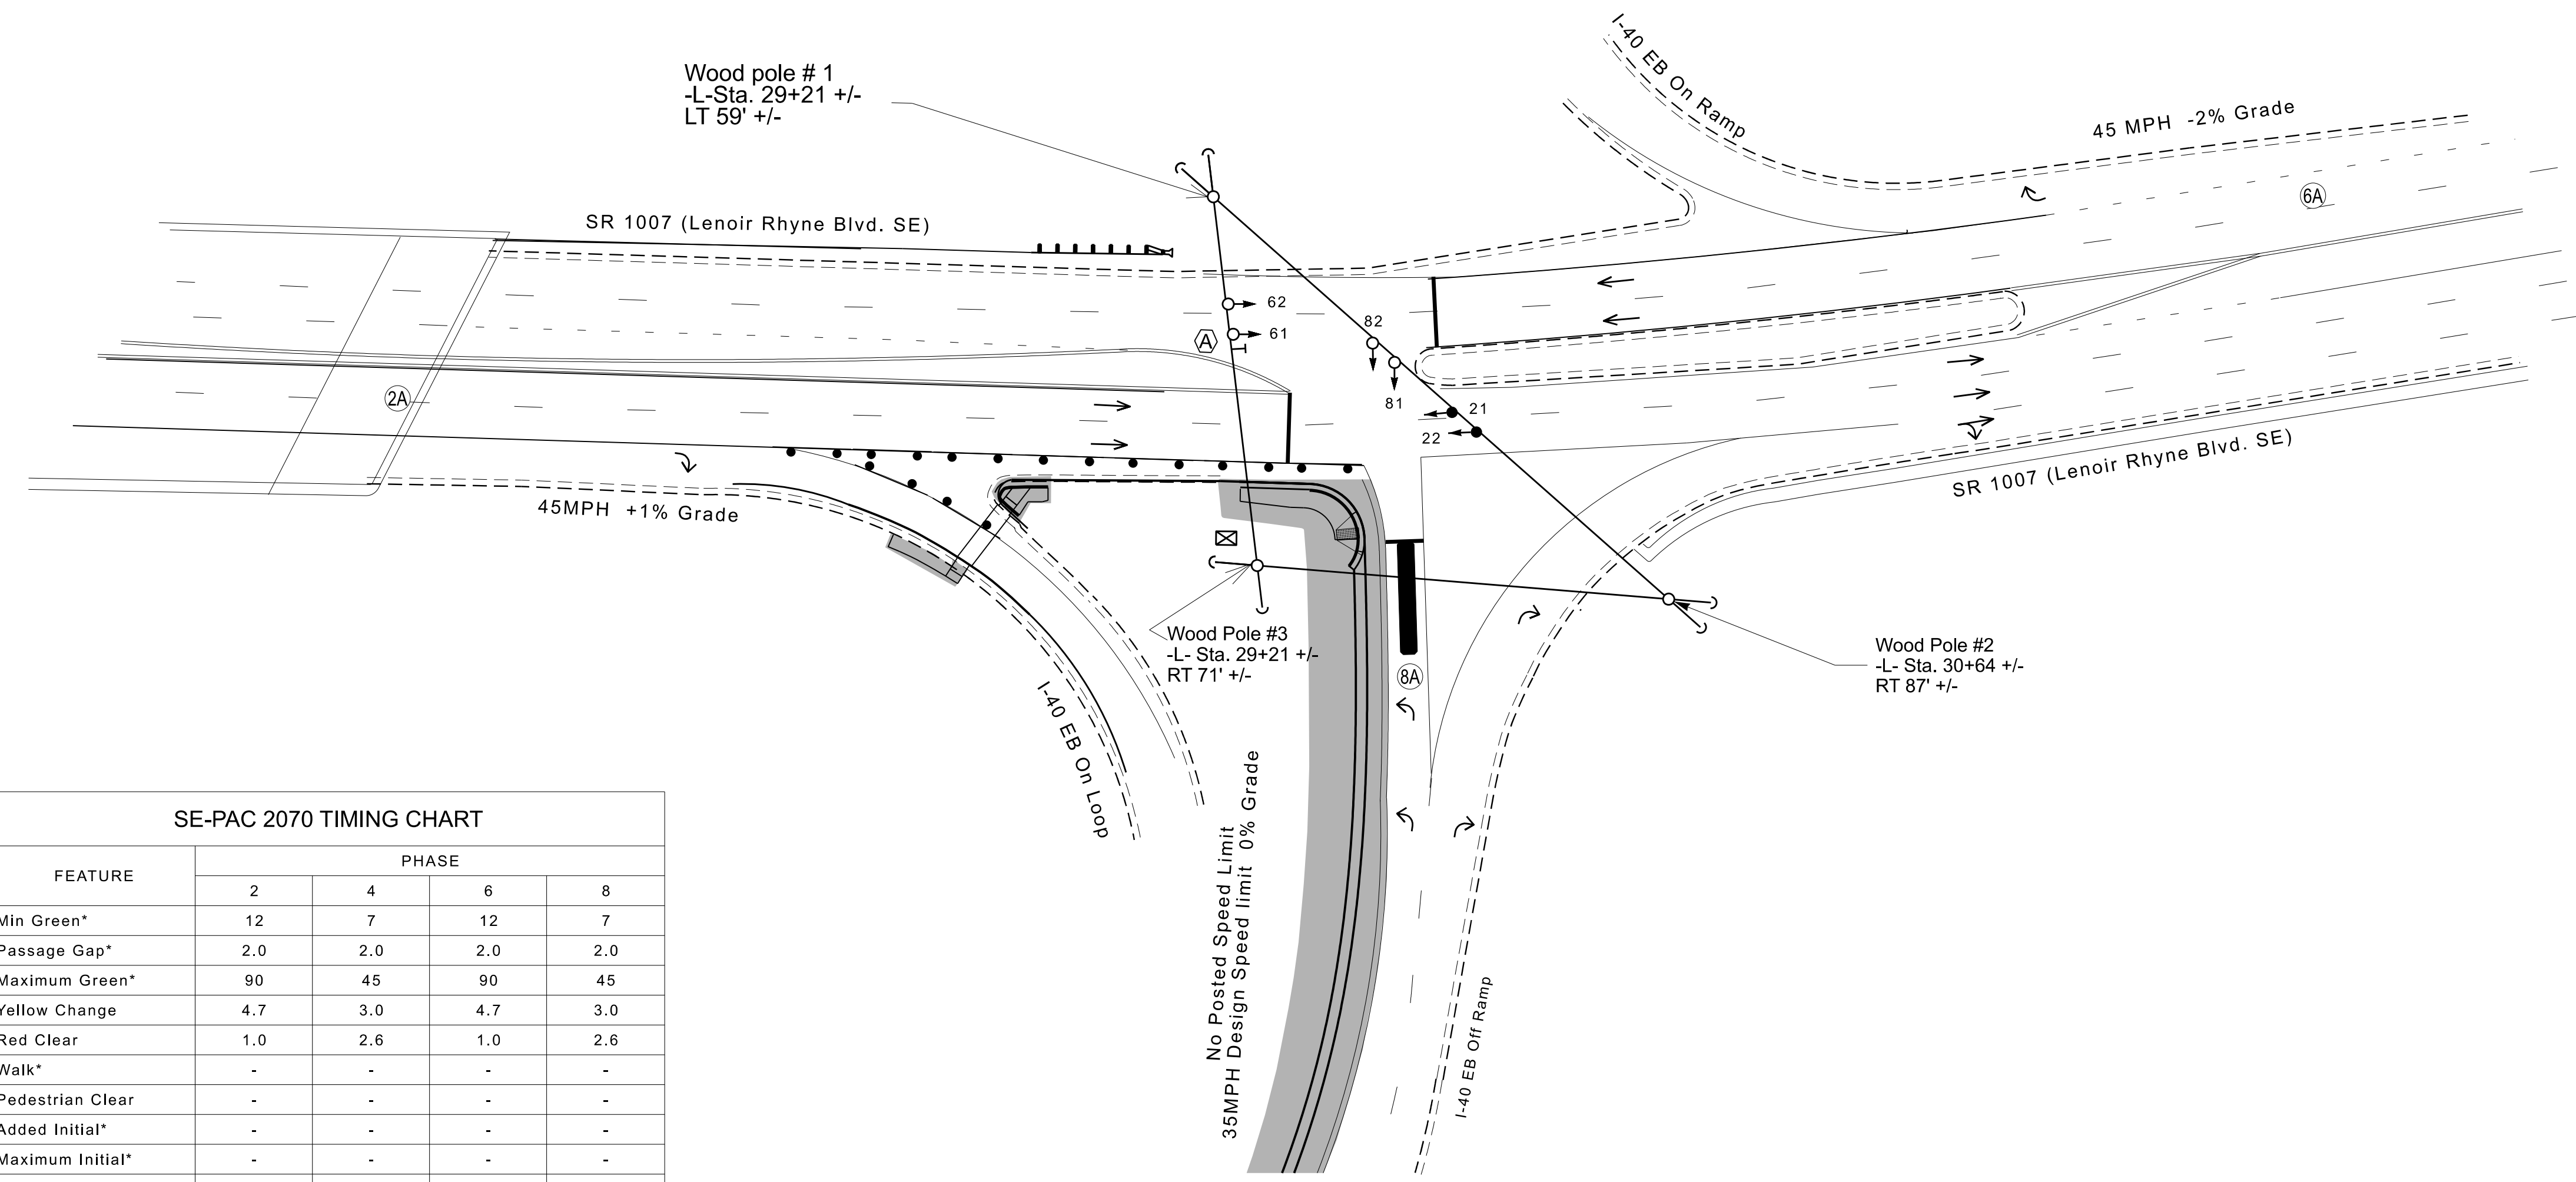 I-40 EB On Ramp
Wood pole # 1
-L-Sta. 29+21 +/-
LT 59' +/-
45 MPH -2% Grade
6A
SR 1007 (Lenoir Rhyne Blvd. SE)
62
61
A
82
81
21
22
2A
45MPH +1% Grade
SR 1007 (Lenoir Rhyne Blvd. SE)
Wood Pole #3
-L- Sta. 29+21 +/-
RT 71' +/-
8A
Wood Pole #2
-L- Sta. 30+64 +/-
RT 87' +/-
I-40 EB On Loop
No Posted Speed Limit
35MPH Design Speed limit 0% Grade
I-40 EB Off Ramp
SE-PAC 2070 TIMING CHART
FEATURE PHASE
2 4 6 8
Min Green* 12 7 12 7
Passage Gap* 2.0 2.0 2.0 2.0
Maximum Green* 90 45 90 45
Yellow Change 4.7 3.0 4.7 3.0
Red Clear 1.0 2.6 1.0 2.6
Walk* - - - -
Pedestrian Clear - - - -
Added Initial* - - - -
Maximum Initial* - - - -